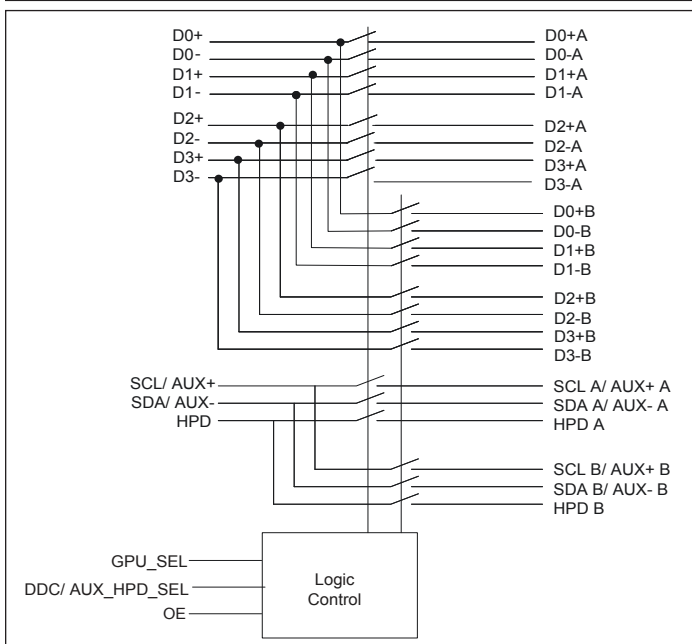 D0+
D0-
D1+
D1-
D2+
D2-
D3+
D3-
D0+A
D0-A
D1+A
D1-A
D2+A
D2-A
D3+A
D3-A
D0+B
D0-B
D1+B
D1-B
D2+B
D2-B
D3+B
D3-B
SCL/ AUX+
SDA/ AUX-
HPD
SCL A/ AUX+ A
SDA A/ AUX- A
HPD A
SCL B/ AUX+ B
SDA B/ AUX- B
HPD B
GPU_SEL
DDC/ AUX_HPD_SEL
OE
Logic
Control